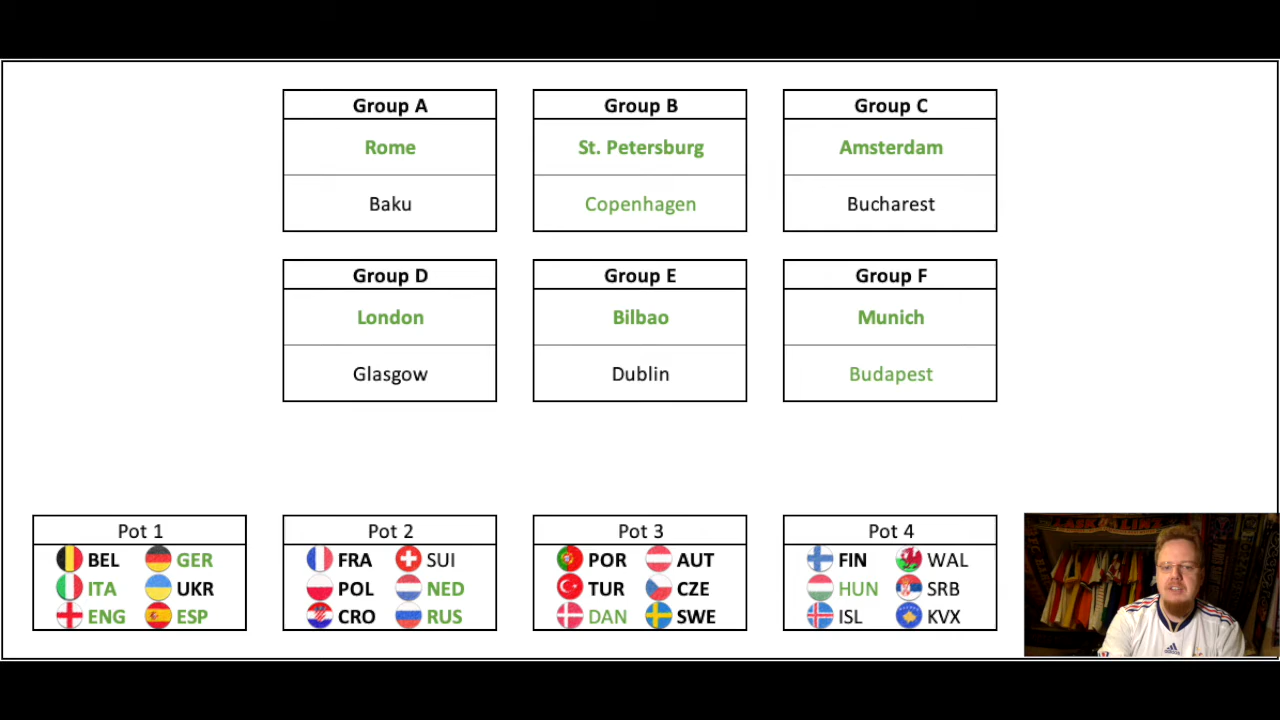 Group A
Rome
Baku
Group B
St. Petersburg
Copenhagen
Group C
Amsterdam
Bucharest
Group D
London
Glasgow
Group E
Bilbao
Dublin
Group F
Munich
Budapest
Pot 1
BEL GER
ITA UKR
ENG ESP
Pot 2
FRA SUI
POL NED
CRO RUS
Pot 3
POR AUT
TUR CZE
DAN SWE
Pot 4
FIN WAL
HUN SRB
ISL KVX